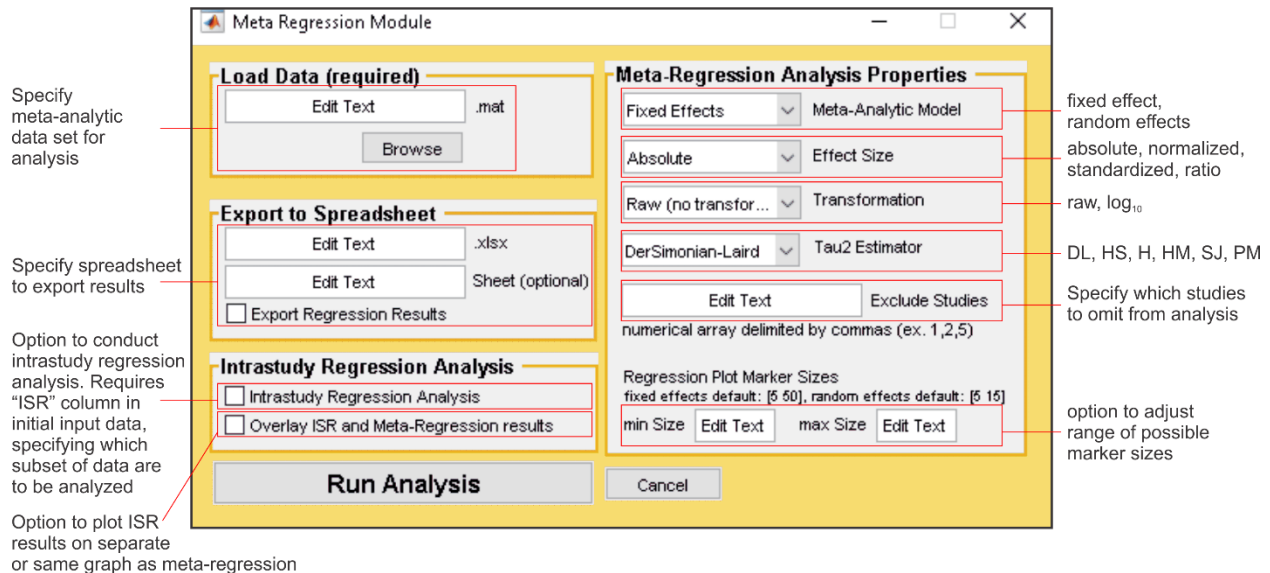 Meta Regression Module
Specify
meta-analytic
data set for
analysis
Load Data (required)
Edit Text
.mat
Browse
Specify spreadsheet
to export results
Export to Spreadsheet
Edit Text
.xlsx
Edit Text
Sheet (optional)
Export Regression Results
Option to conduct
intrastudy regression
analysis. Requires
“ISR” column in
initial input data,
specifying which
subset of data are
to be analyzed
Intrastudy Regression Analysis
Intrastudy Regression Analysis
Overlay ISR and Meta-Regression results
Option to plot ISR
results on separate
or same graph as meta-regression
Run Analysis
Meta-Regression Analysis Properties
Fixed Effects
Meta-Analytic Model
fixed effect,
random effects
Absolute
Effect Size
absolute, normalized,
standardized, ratio
Raw (no transfor...
Transformation
raw, log₁₀
DerSimonian-Laird
Tau2 Estimator
DL, HS, H, HM, SJ, PM
Edit Text
Exclude Studies
numerical array delimited by commas (ex. 1,2,5)
Specify which studies
to omit from analysis
Regression Plot Marker Sizes
fixed effects default: [5 50], random effects default: [5 15]
min Size
Edit Text
max Size
Edit Text
option to adjust
range of possible
marker sizes
Cancel